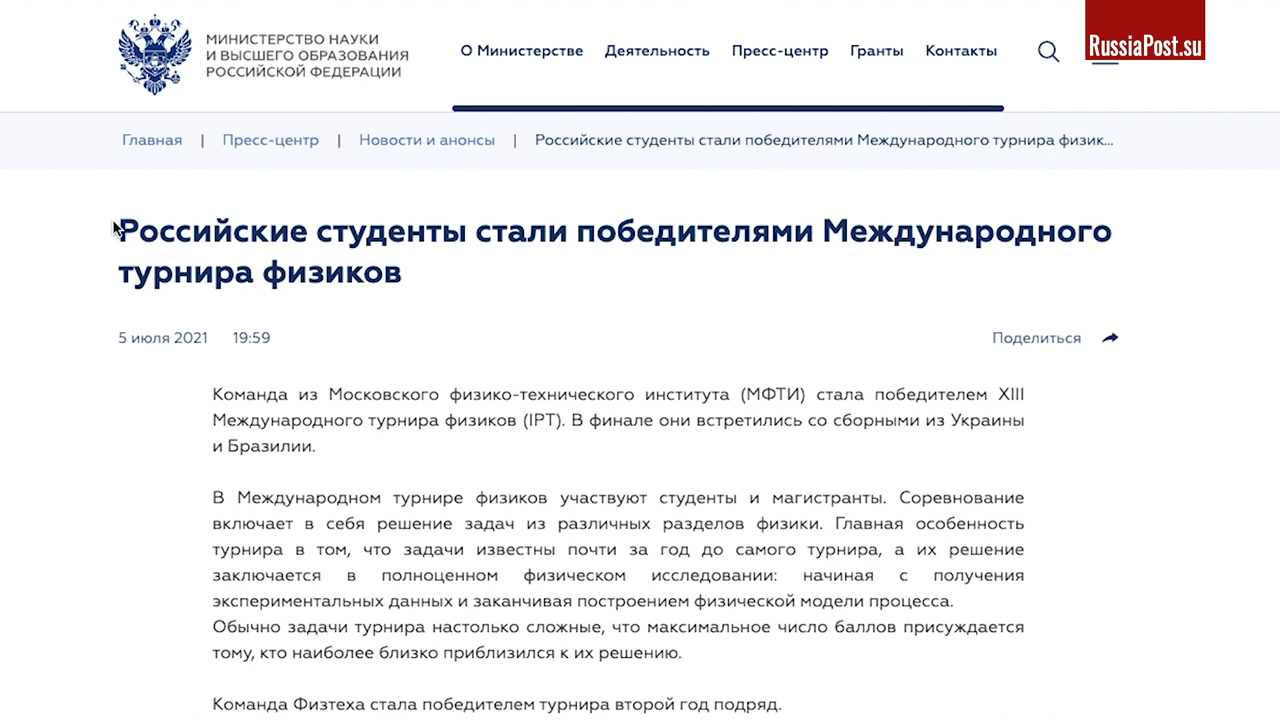 МИНИСТЕРСТВО НАУКИ
И ВЫСШЕГО ОБРАЗОВАНИЯ
РОССИЙСКОЙ ФЕДЕРАЦИИ
О Министерстве Деятельность Пресс-центр Гранты Контакты
RussiaPost.su
Главная | Пресс-центр | Новости и анонсы | Российские студенты стали победителями Международного турнира физик...
Российские студенты стали победителями Международного
турнира физиков
5 июля 2021 19:59
Поделиться
Команда из Московского физико-технического института (МФТИ) стала победителем XIII
Международного турнира физиков (IPT). В финале они встретились со сборными из Украины
и Бразилии.
В Международном турнире физиков участвуют студенты и магистранты. Соревнование
включает в себя решение задач из различных разделов физики. Главная особенность
турнира в том, что задачи известны почти за год до самого турнира, а их решение
заключается в полноценном физическом исследовании: начиная с получения
экспериментальных данных и заканчивая построением физической модели процесса.
Обычно задачи турнира настолько сложные, что максимальное число баллов присуждается
тому, кто наиболее близко приблизился к их решению.
Команда Физтеха стала победителем турнира второй год подряд.